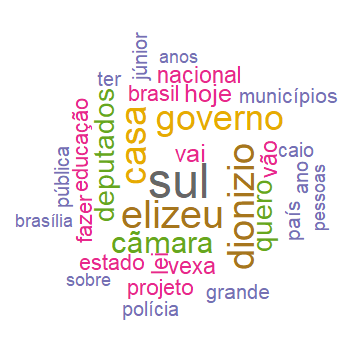 anos
júnior
nacional
ter
brasil
hoje
municípios
deputados
casa
governo
educação
pública
vai
vão
caio
sul
dionizio
quero
ano
país
pessoas
fazer
brasília
elizeu
cãmara
estado
lei
vexa
sobre
projeto
grande
polícia